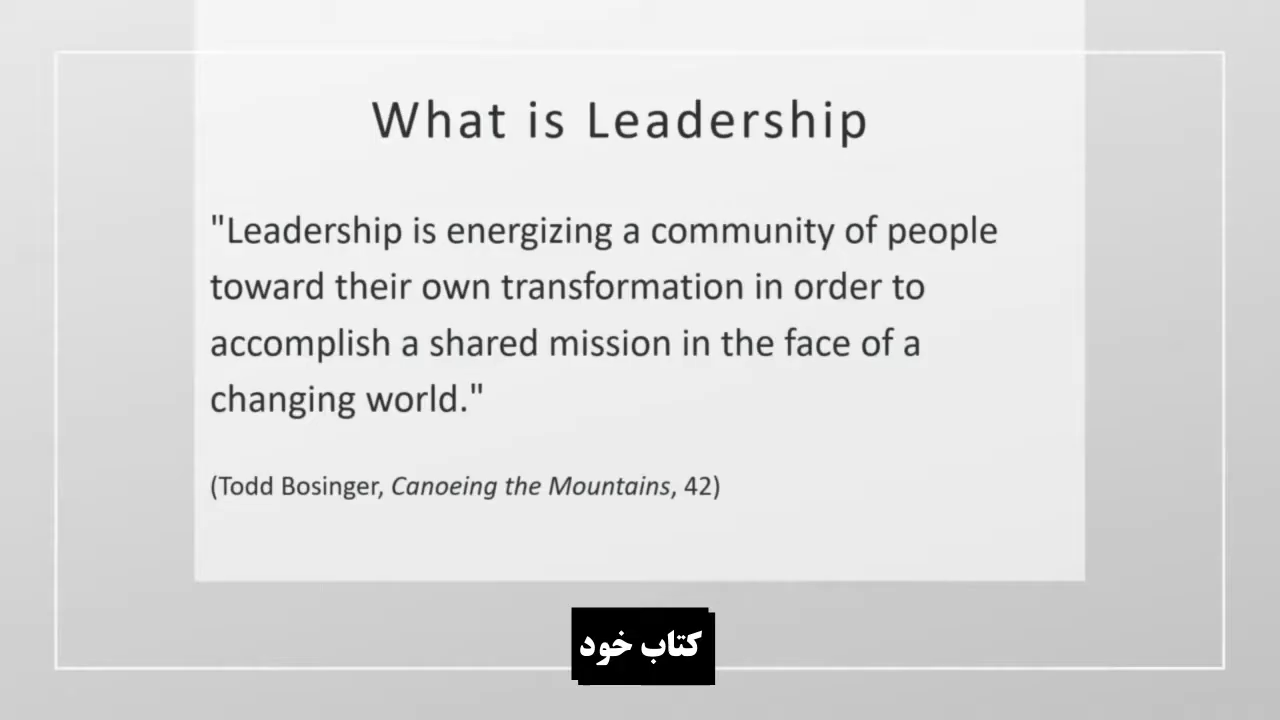 What is Leadership
"Leadership is energizing a community of people
toward their own transformation in order to
accomplish a shared mission in the face of a
changing world."
(Todd Bosinger, Canoeing the Mountains, 42)
کتاب خود